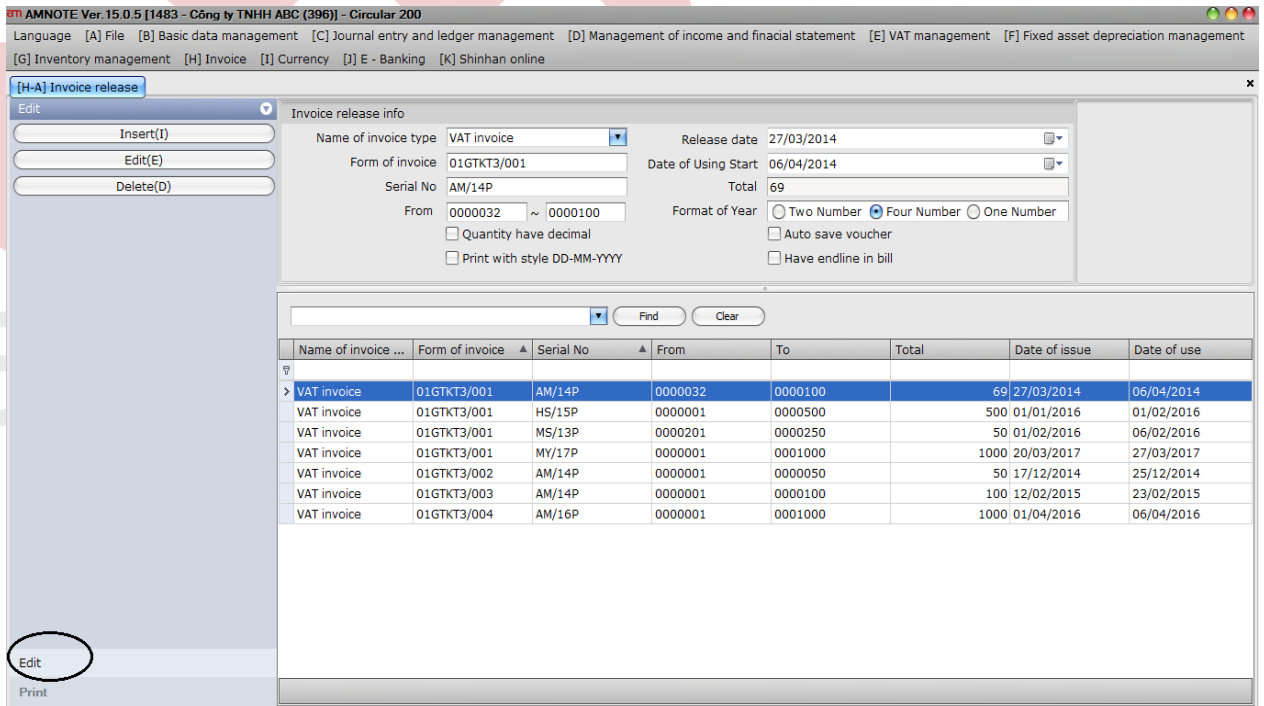 am AMNOTE Ver.15.0.5 [1483 - Công ty TNHH ABC (396)] - Circular 200
Language [A] File [B] Basic data management [C] Journal entry and ledger management [D] Management of income and finacial statement [E] VAT management [F] Fixed asset depreciation management
[G] Inventory management [H] Invoice [I] Currency [J] E - Banking [K] Shinhan online
[H-A] Invoice release x
Edit
Insert(I)
Edit(E)
Delete(D)
Invoice release info
Name of invoice type VAT invoice Release date 27/03/2014
Form of invoice 01GTKT3/001 Date of Using Start 06/04/2014
Serial No AM/14P Total 69
From 0000032 ~ 0000100 Format of Year Two Number Four Number One Number
Quantity have decimal Auto save voucher
Print with style DD-MM-YYYY Have endline in bill
Find Clear
Name of invoice ... Form of invoice Serial No From To Total Date of issue Date of use
VAT invoice 01GTKT3/001 AM/14P 0000032 0000100 69 27/03/2014 06/04/2014
VAT invoice 01GTKT3/001 HS/15P 0000001 0000500 500 01/01/2016 01/02/2016
VAT invoice 01GTKT3/001 MS/13P 0000201 0000250 50 01/02/2016 06/02/2016
VAT invoice 01GTKT3/001 MY/17P 0000001 0001000 1000 20/03/2017 27/03/2017
VAT invoice 01GTKT3/002 AM/14P 0000001 0000050 50 17/12/2014 25/12/2014
VAT invoice 01GTKT3/003 AM/14P 0000001 0000100 100 12/02/2015 23/02/2015
VAT invoice 01GTKT3/004 AM/16P 0000001 0001000 1000 01/04/2016 06/04/2016
Edit
Print